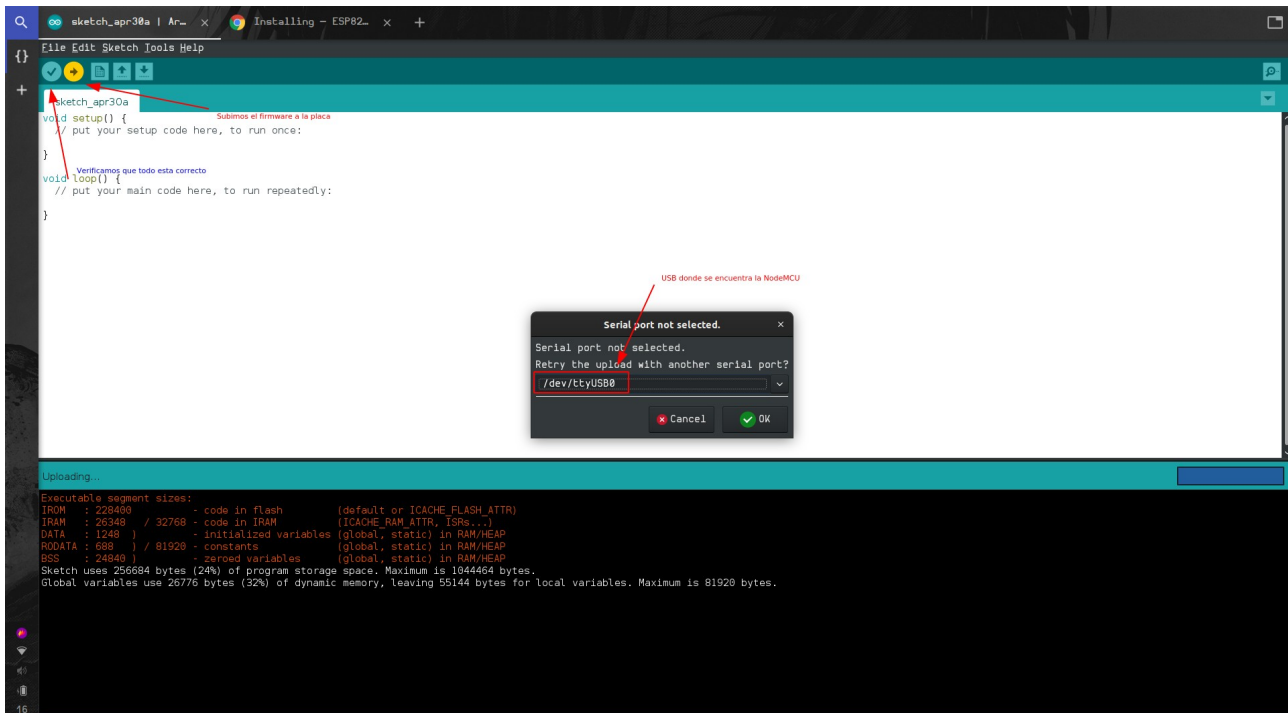 sketch_apr30a | Ar…
Installing — ESP82…
File Edit Sketch Tools Help
sketch_apr30a
Subimos el firmware a la placa
void setup() {
// put your setup code here, to run once:
}
Verificamos que todo esta correcto
void loop() {
// put your main code here, to run repeatedly:
}
USB donde se encuentra la NodeMCU
Serial port not selected.
Serial port not selected.
Retry the upload with another serial port?
/dev/ttyUSB0
Cancel
OK
Uploading...
Executable segment sizes:
IROM : 228400 - code in flash (default or ICACHE_FLASH_ATTR)
IRAM : 26348 / 32768 - code in IRAM (ICACHE_RAM_ATTR, ISRs...)
DATA : 1248 ) - initialized variables (global, static) in RAM/HEAP
RODATA : 688 ) / 81920 - constants (global, static) in RAM/HEAP
BSS : 24840 ) - zeroed variables (global, static) in RAM/HEAP
Sketch uses 256684 bytes (24%) of program storage space. Maximum is 1044464 bytes.
Global variables use 26776 bytes (32%) of dynamic memory, leaving 55144 bytes for local variables. Maximum is 81920 bytes.
16